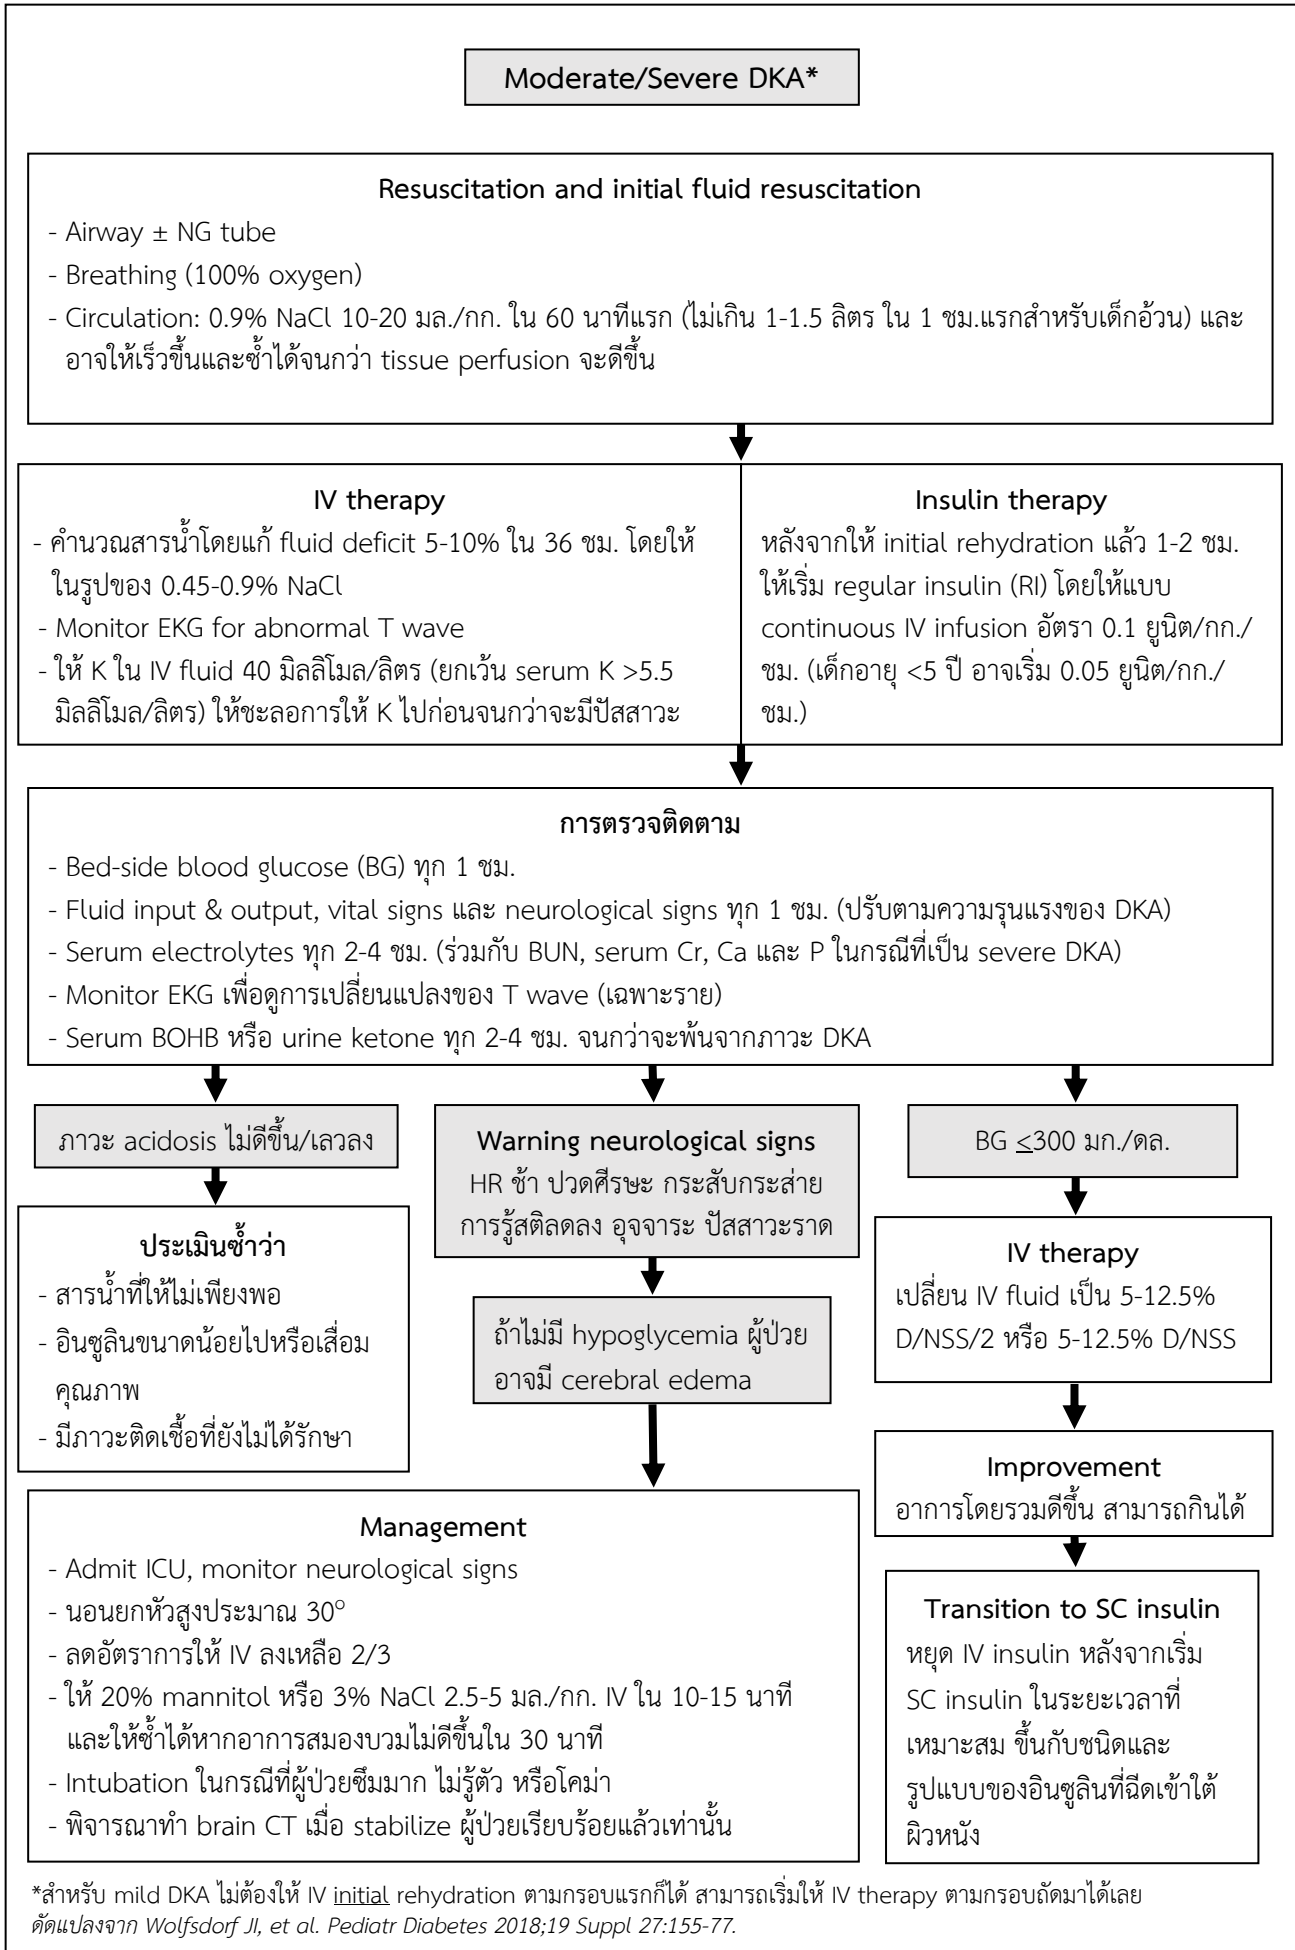 Moderate/Severe DKA*
Resuscitation and initial fluid resuscitation
- Airway ± NG tube
- Breathing (100% oxygen)
- Circulation: 0.9% NaCl 10-20 มล./กก. ใน 60 นาทีแรก (ไม่เกิน 1-1.5 ลิตร ใน 1 ชม.แรกสำหรับเด็กอ้วน) และ
อาจให้เร็วขึ้นและซ้ำได้จนกว่า tissue perfusion จะดีขึ้น
IV therapy
- คำนวณสารน้ำโดยแก้ fluid deficit 5-10% ใน 36 ชม. โดยให้
ในรูปของ 0.45-0.9% NaCl
- Monitor EKG for abnormal T wave
- ให้ K ใน IV fluid 40 มิลลิโมล/ลิตร (ยกเว้น serum K >5.5
มิลลิโมล/ลิตร) ให้ชะลอการให้ K ไปก่อนจนกว่าจะมีปัสสาวะ
Insulin therapy
หลังจากให้ initial rehydration แล้ว 1-2 ชม.
ให้เริ่ม regular insulin (RI) โดยให้แบบ
continuous IV infusion อัตรา 0.1 ยูนิต/กก./
ชม. (เด็กอายุ <5 ปี อาจเริ่ม 0.05 ยูนิต/กก./
ชม.)
การตรวจติดตาม
- Bed-side blood glucose (BG) ทุก 1 ชม.
- Fluid input & output, vital signs และ neurological signs ทุก 1 ชม. (ปรับตามความรุนแรงของ DKA)
- Serum electrolytes ทุก 2-4 ชม. (ร่วมกับ BUN, serum Cr, Ca และ P ในกรณีที่เป็น severe DKA)
- Monitor EKG เพื่อดูการเปลี่ยนแปลงของ T wave (เฉพาะราย)
- Serum BOHB หรือ urine ketone ทุก 2-4 ชม. จนกว่าจะพ้นจากภาวะ DKA
ภาวะ acidosis ไม่ดีขึ้น/เลวลง
ประเมินซ้ำว่า
- สารน้ำที่ให้ไม่เพียงพอ
- อินซูลินขนาดน้อยไปหรือเสื่อม
คุณภาพ
- มีภาวะติดเชื้อที่ยังไม่ได้รักษา
Warning neurological signs
HR ช้า ปวดศีรษะ กระสับกระส่าย
การรู้สติลดลง อุจจาระ ปัสสาวะราด
ถ้าไม่มี hypoglycemia ผู้ป่วย
อาจมี cerebral edema
Management
- Admit ICU, monitor neurological signs
- นอนยกหัวสูงประมาณ 30º
- ลดอัตราการให้ IV ลงเหลือ 2/3
- ให้ 20% mannitol หรือ 3% NaCl 2.5-5 มล./กก. IV ใน 10-15 นาที
และให้ซ้ำได้หากอาการสมองบวมไม่ดีขึ้นใน 30 นาที
- Intubation ในกรณีที่ผู้ป่วยซึมมาก ไม่รู้ตัว หรือโคม่า
- พิจารณาทำ brain CT เมื่อ stabilize ผู้ป่วยเรียบร้อยแล้วเท่านั้น
BG ≤300 มก./ดล.
IV therapy
เปลี่ยน IV fluid เป็น 5-12.5%
D/NSS/2 หรือ 5-12.5% D/NSS
Improvement
อาการโดยรวมดีขึ้น สามารถกินได้
Transition to SC insulin
หยุด IV insulin หลังจากเริ่ม
SC insulin ในระยะเวลาที่
เหมาะสม ขึ้นกับชนิดและ
รูปแบบของอินซูลินที่ฉีดเข้าใต้
ผิวหนัง
*สำหรับ mild DKA ไม่ต้องให้ IV initial rehydration ตามกรอบแรกก็ได้ สามารถเริ่มให้ IV therapy ตามกรอบถัดมาได้เลย
ดัดแปลงจาก Wolfsdorf JI, et al. Pediatr Diabetes 2018;19 Suppl 27:155-77.